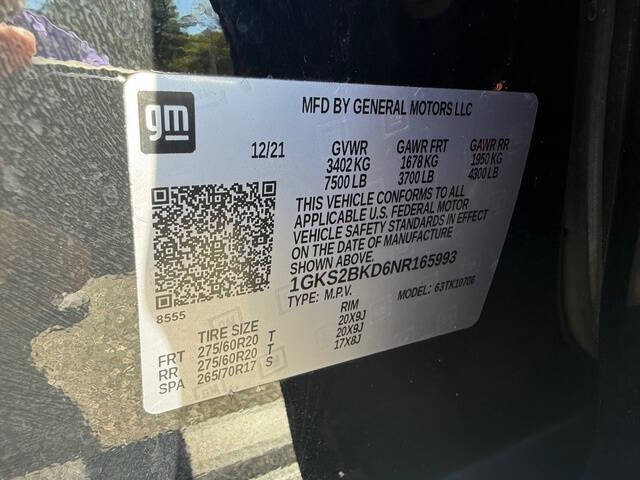 gm
MFD BY GENERAL MOTORS LLC
12/21 GVWR GAWR FRT GAWR RR
3402 KG 1678 KG 1950 KG
7500 LB 3700 LB 4300 LB
THIS VEHICLE CONFORMS TO ALL
APPLICABLE U.S. FEDERAL MOTOR
VEHICLE SAFETY STANDARDS IN EFFECT
ON THE DATE OF MANUFACTURE
SHOWN ABOVE.
1GKS2BKD6NR165993
TYPE: M.P.V. MODEL: 63TK10706
8555
TIRE SIZE RIM
FRT 275/60R20 T 20X9J
RR 275/60R20 T 20X9J
SPA 265/70R17 S 17X8J